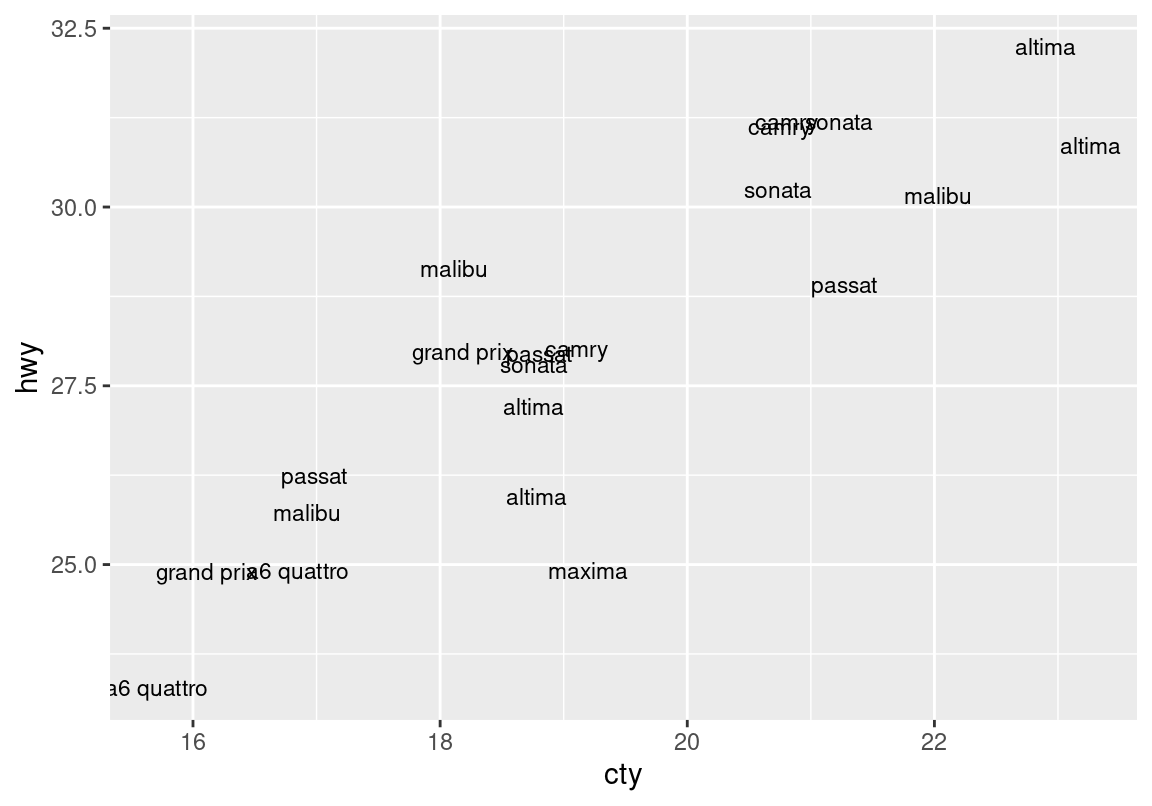 32.5
altima
camry
sonata
camry
altima
30.0
sonata
malibu
malibu
passat
hwy
grand prix
passat
camry
sonata
27.5
altima
passat
altima
malibu
25.0
grand prix
a6 quattro
maxima
a6 quattro
16
18
20
22
cty